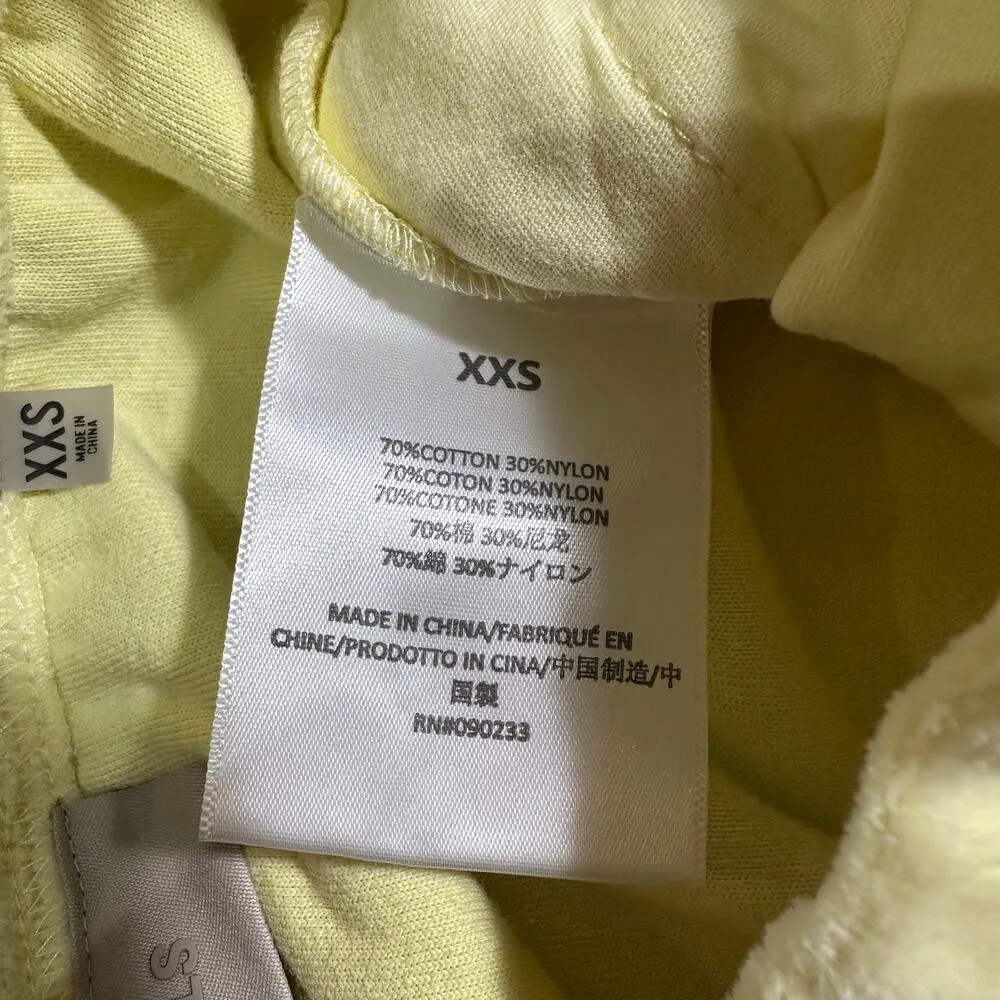 XXS
70%COTTON 30%NYLON
70%COTON 30%NYLON
70%COTONE 30%NYLON
70%棉 30%尼龙
70%綿 30%ナイロン
MADE IN CHINA/FABRIQUÉ EN
CHINE/PRODOTTO IN CINA/中国制造/中
国製
RN#090233
XXS
MADE IN
CHINA
LS